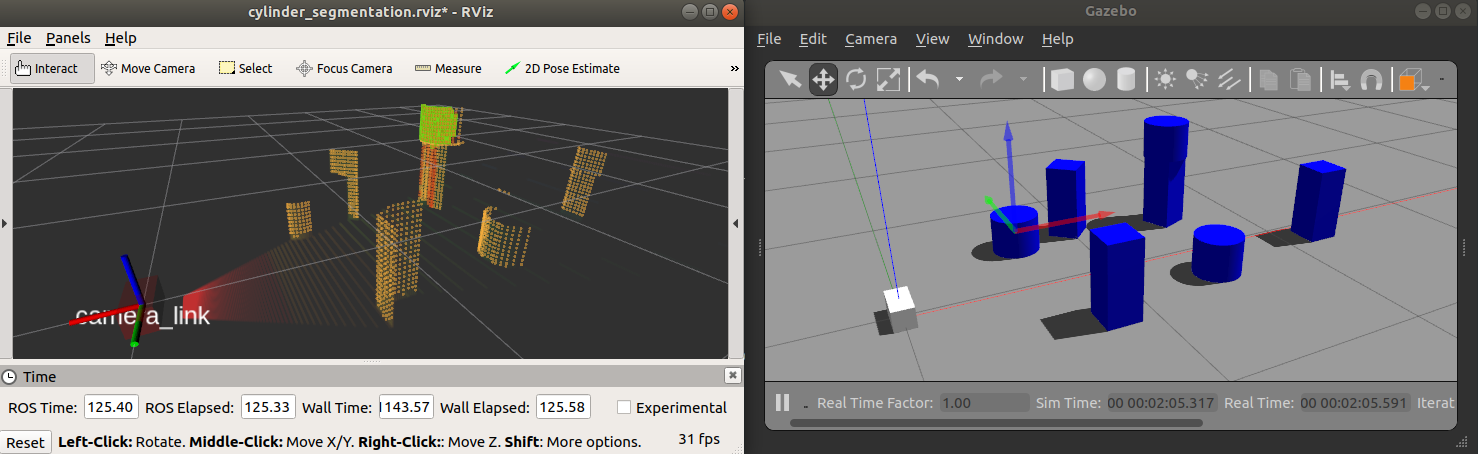 cylinder_segmentation.rviz* - RViz
File Panels Help
Interact Move Camera Select Focus Camera Measure 2D Pose Estimate »
camera_link
Time
ROS Time: 125.40 ROS Elapsed: 125.33 Wall Time: 143.57 Wall Elapsed: 125.58 Experimental
Reset Left-Click: Rotate. Middle-Click: Move X/Y. Right-Click:: Move Z. Shift: More options. 31 fps
Gazebo
File Edit Camera View Window Help
Real Time Factor: 1.00 Sim Time: 00 00:02:05.317 Real Time: 00 00:02:05.591 Iterat